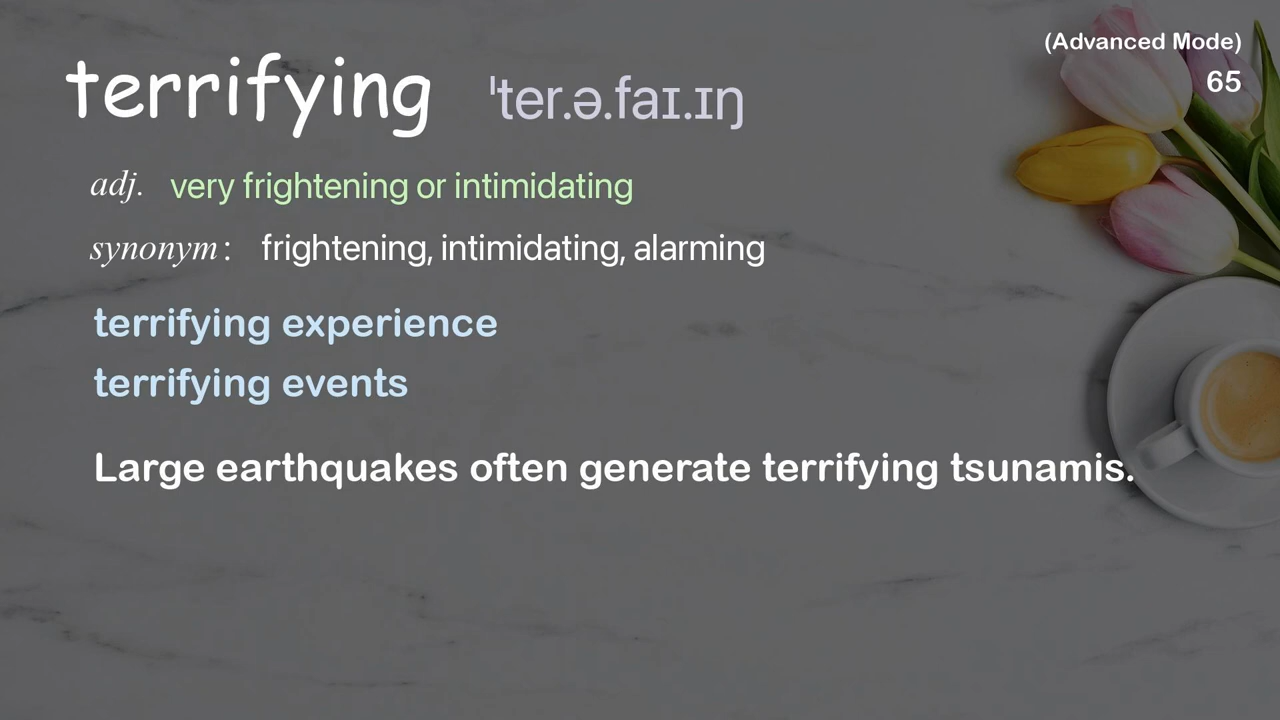 (Advanced Mode)
65
terrifying ˈter.ə.faɪ.ɪŋ
adj. very frightening or intimidating
synonym: frightening, intimidating, alarming
terrifying experience
terrifying events
Large earthquakes often generate terrifying tsunamis.